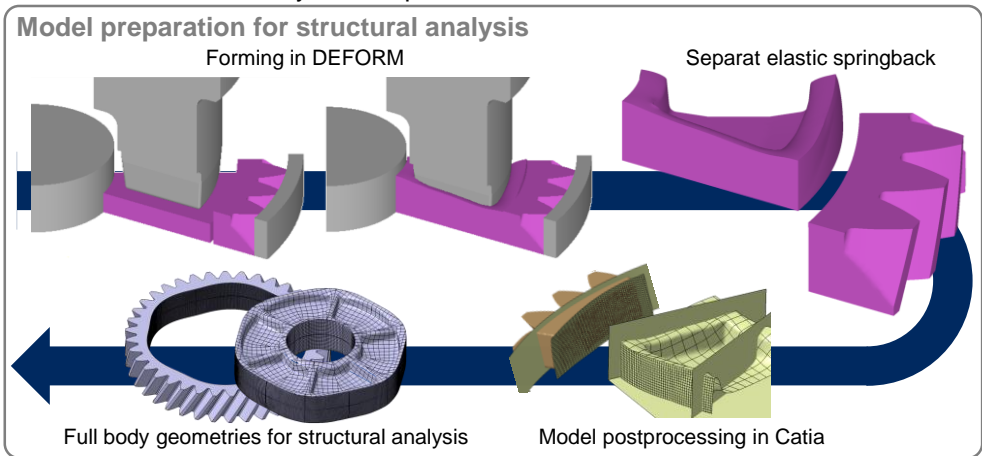 Model preparation for structural analysis
Forming in DEFORM
Separat elastic springback
Full body geometries for structural analysis
Model postprocessing in Catia